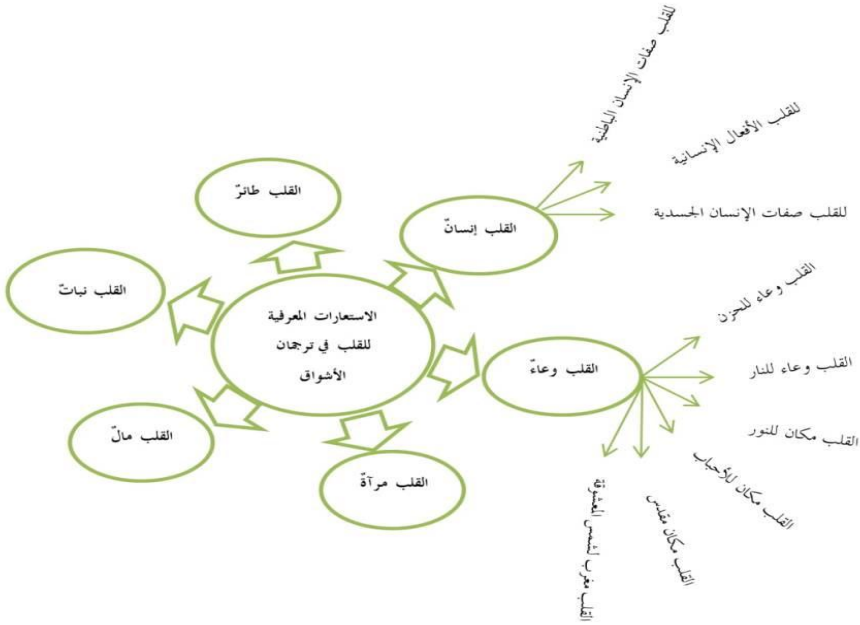 الاستعارات المعرفية
للقلب في ترجمان
الأشواق
القلب إنسانٌ
للقلب صفات الإنسان الباطنية
للقلب الأفعال الإنسانية
للقلب صفات الإنسان الجسدية
القلب وعاءٌ
القلب وعاء للحزن
القلب وعاء للنار
القلب مكان للنور
القلب مكان للأحباب
القلب مكان مقدس
القلب مغرب لشمس المعشوقة
القلب مرآةٌ
القلب مالٌ
القلب نباتٌ
القلب طائرٌ